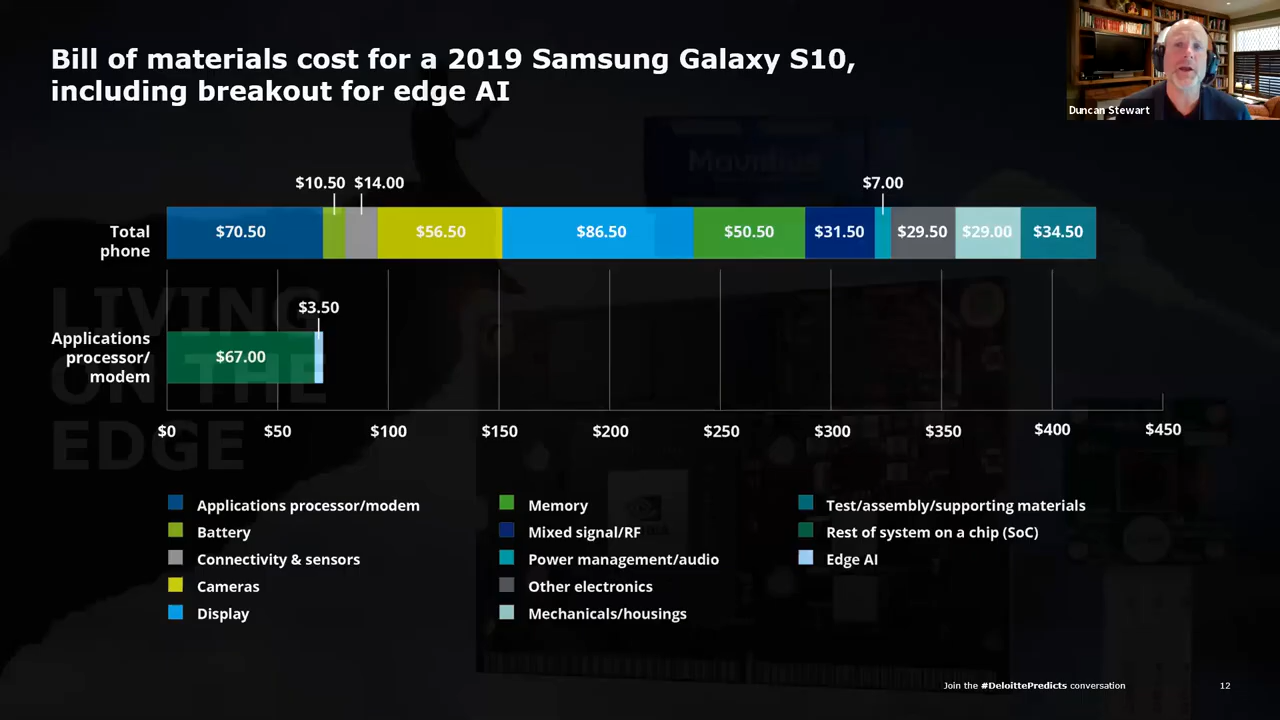 Bill of materials cost for a 2019 Samsung Galaxy S10,
including breakout for edge AI
Duncan Stewart
$10.50 $14.00 $7.00
Total
phone
$70.50 $56.50 $86.50 $50.50 $31.50 $29.50 $29.00 $34.50
LIVING
ON THE
EDGE
$3.50
Applications
processor/
modem
$67.00
$0 $50 $100 $150 $200 $250 $300 $350 $400 $450
Applications processor/modem
Battery
Connectivity & sensors
Cameras
Display
Memory
Mixed signal/RF
Power management/audio
Other electronics
Mechanicals/housings
Test/assembly/supporting materials
Rest of system on a chip (SoC)
Edge AI
Join the #DeloittePredicts conversation
12